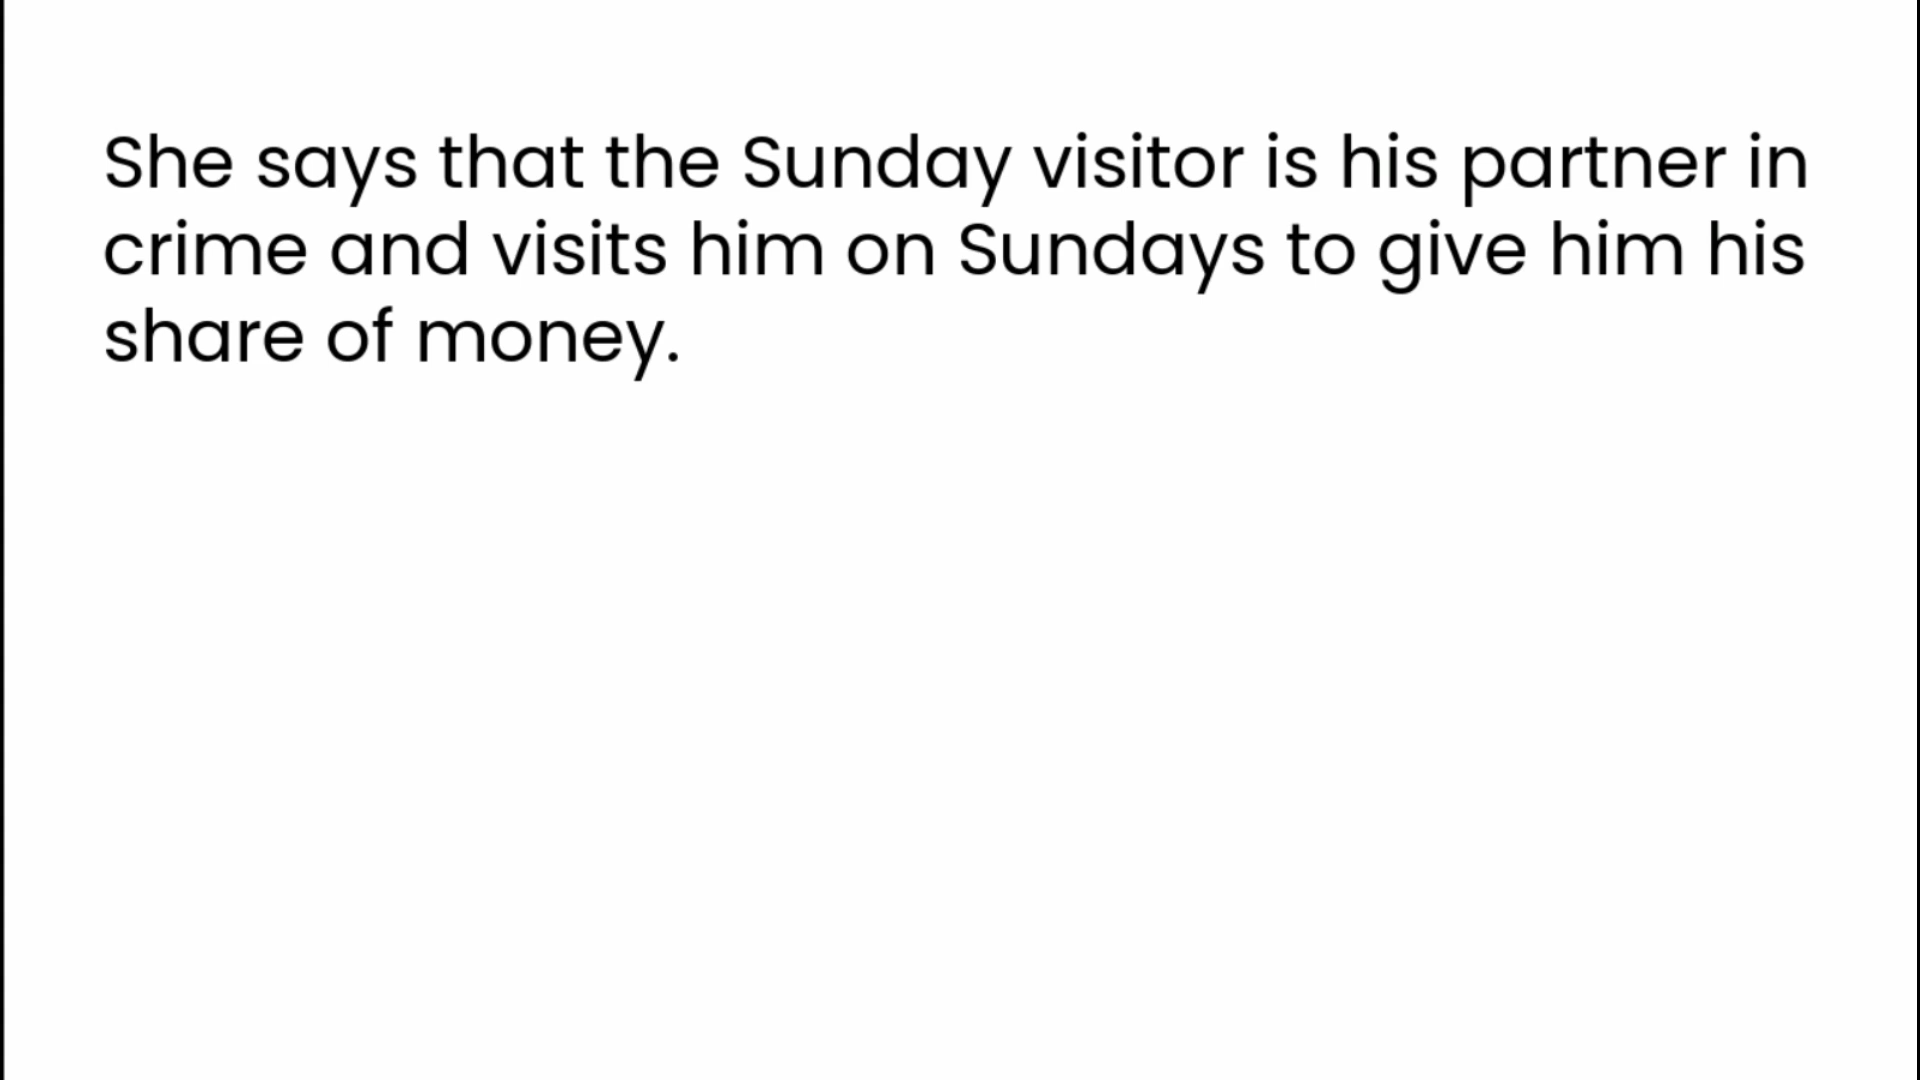 She says that the Sunday visitor is his partner in
crime and visits him on Sundays to give him his
share of money.